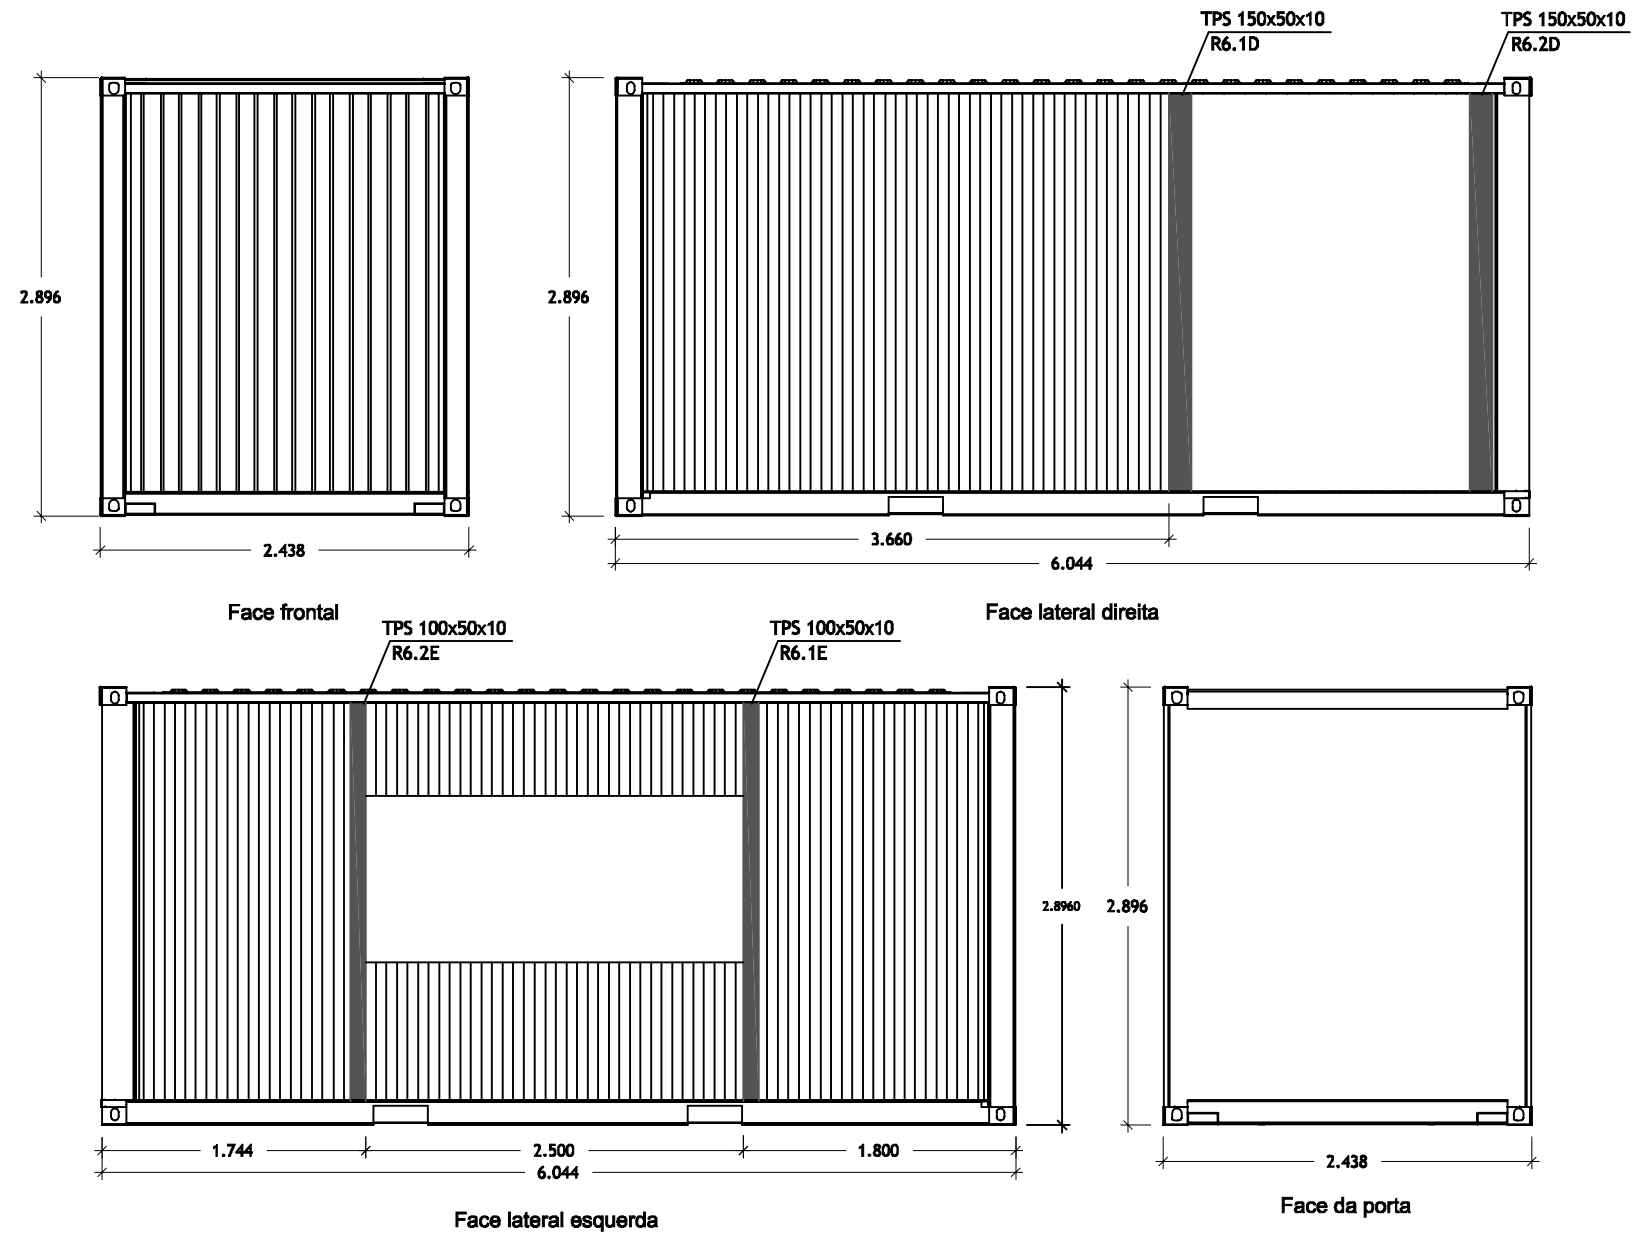 TPS 150x50x10
R6.1D
TPS 150x50x10
R6.2D
2.896
2.896
2.438
3.660
6.044
Face frontal
Face lateral direita
TPS 100x50x10
R6.2E
TPS 100x50x10
R6.1E
2.8960
2.896
1.744
2.500
1.800
6.044
2.438
Face lateral esquerda
Face da porta